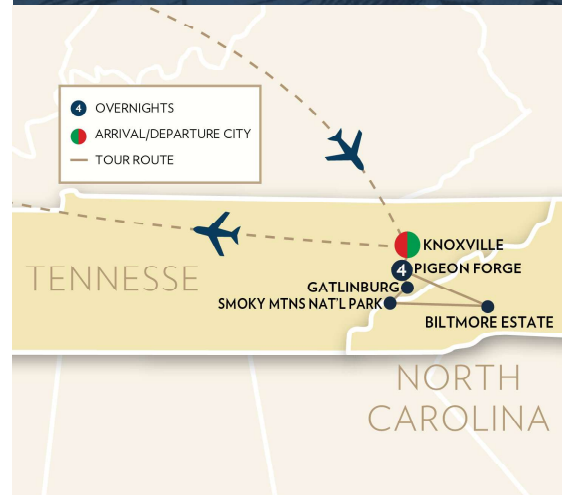 4 OVERNIGHTS
ARRIVAL/DEPARTURE CITY
TOUR ROUTE
KNOXVILLE
4 PIGEON FORGE
TENNESSE
GATLINBURG
SMOKY MTNS NAT'L PARK
BILTMORE ESTATE
NORTH
CAROLINA